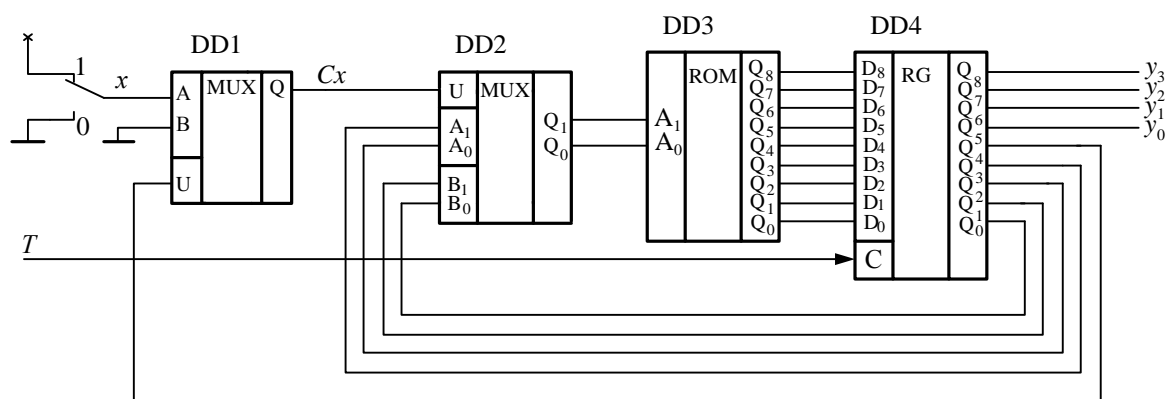 DD1
DD2
DD3
DD4
1
x
0
A
B
U
MUX
Q
Cx
U
A₁
A₀
B₁
B₀
MUX
Q₁
Q₀
A₁
A₀
ROM
Q₈
Q₇
Q₆
Q₅
Q₄
Q₃
Q₂
Q₁
Q₀
D₈
D₇
D₆
D₅
D₄
D₃
D₂
D₁
D₀
C
RG
Q₈
Q₇
Q₆
Q₅
Q₄
Q₃
Q₂
Q₁
Q₀
y₃
y₂
y₁
y₀
T